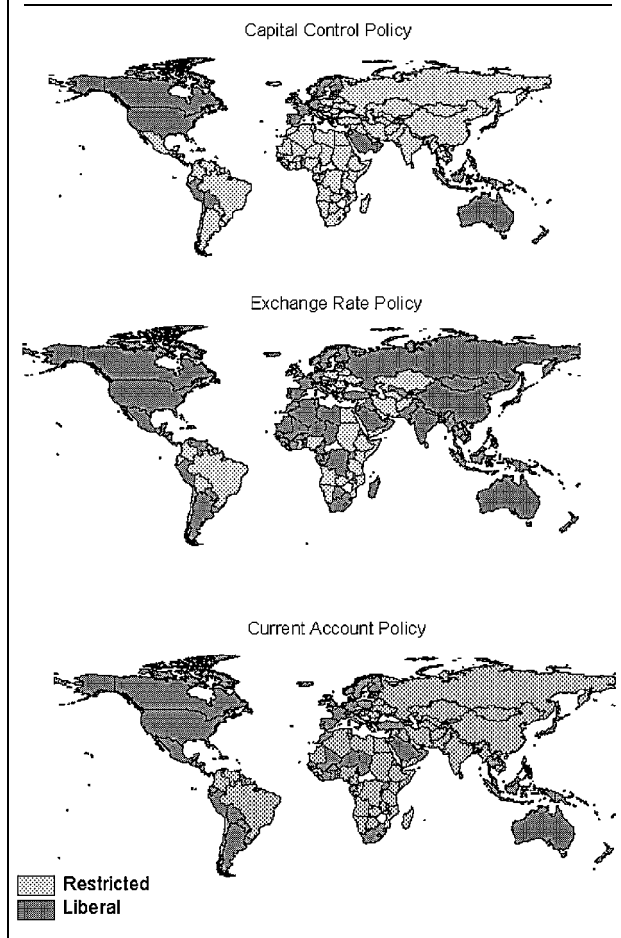 Capital Control Policy
Exchange Rate Policy
Current Account Policy
Restricted
Liberal